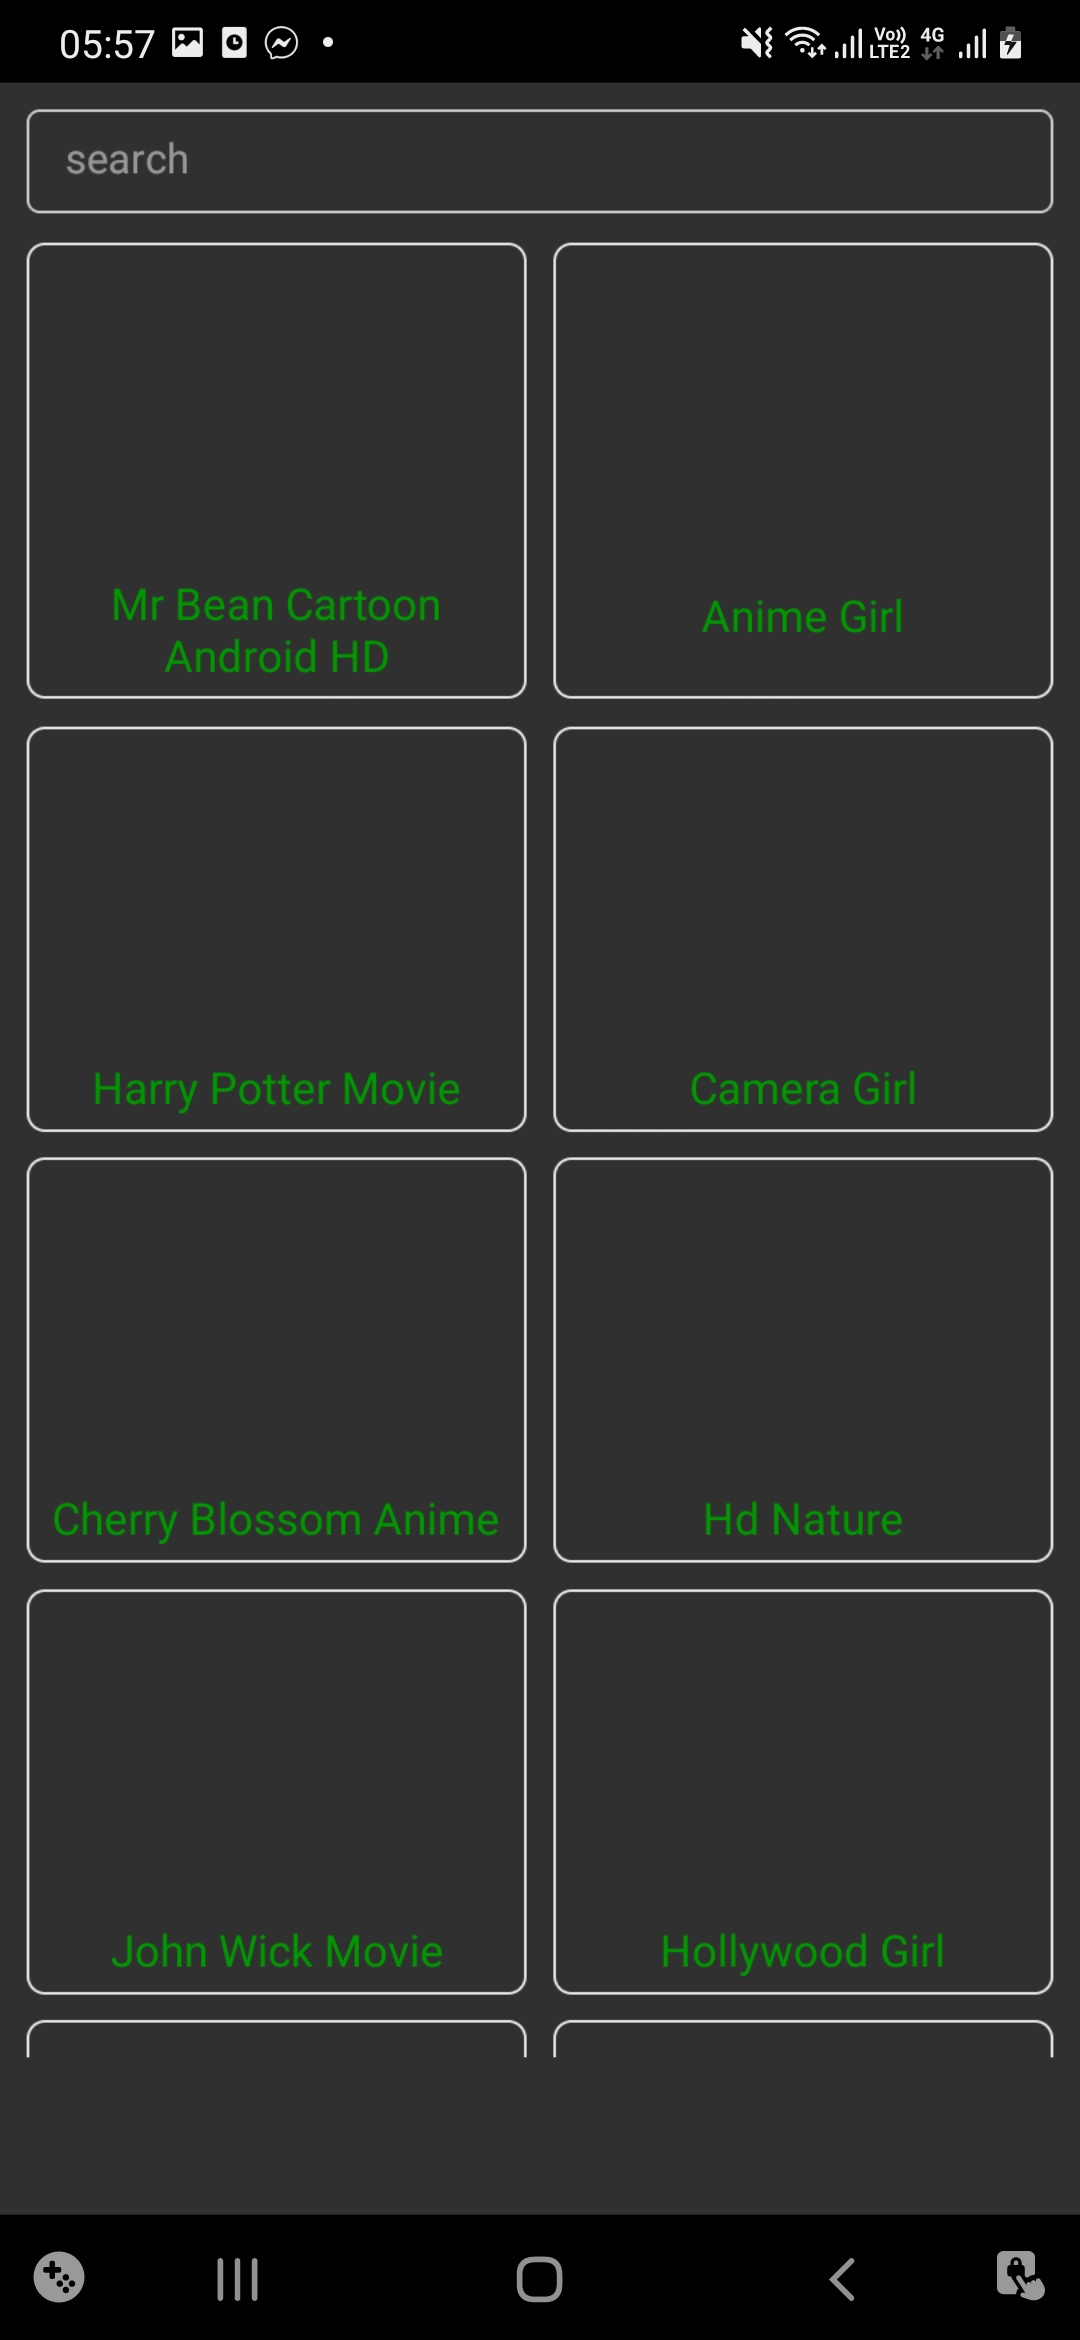 05:57
Vo)) 4G
LTE2
search
Mr Bean Cartoon
Android HD
Anime Girl
Harry Potter Movie
Camera Girl
Cherry Blossom Anime
Hd Nature
John Wick Movie
Hollywood Girl